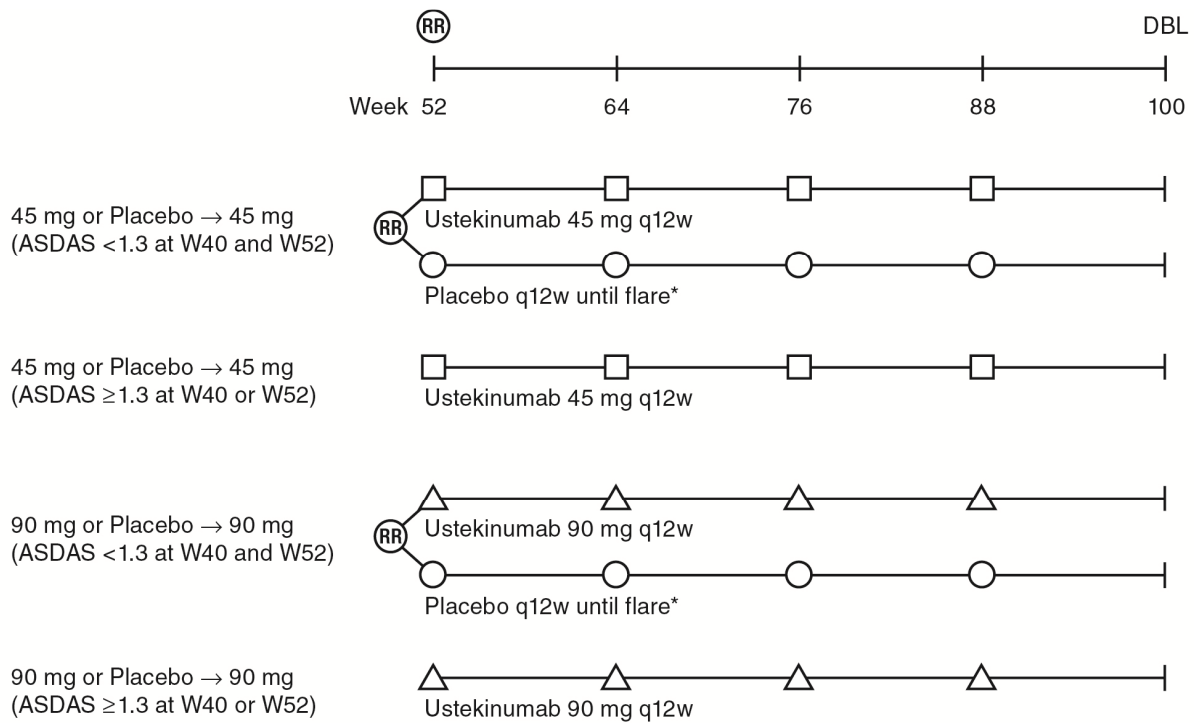 RR
DBL
Week 52 64 76 88 100
45 mg or Placebo → 45 mg
(ASDAS <1.3 at W40 and W52)
RR
Ustekinumab 45 mg q12w
Placebo q12w until flare*
45 mg or Placebo → 45 mg
(ASDAS ≥1.3 at W40 or W52)
Ustekinumab 45 mg q12w
90 mg or Placebo → 90 mg
(ASDAS <1.3 at W40 and W52)
RR
Ustekinumab 90 mg q12w
Placebo q12w until flare*
90 mg or Placebo → 90 mg
(ASDAS ≥1.3 at W40 or W52)
Ustekinumab 90 mg q12w